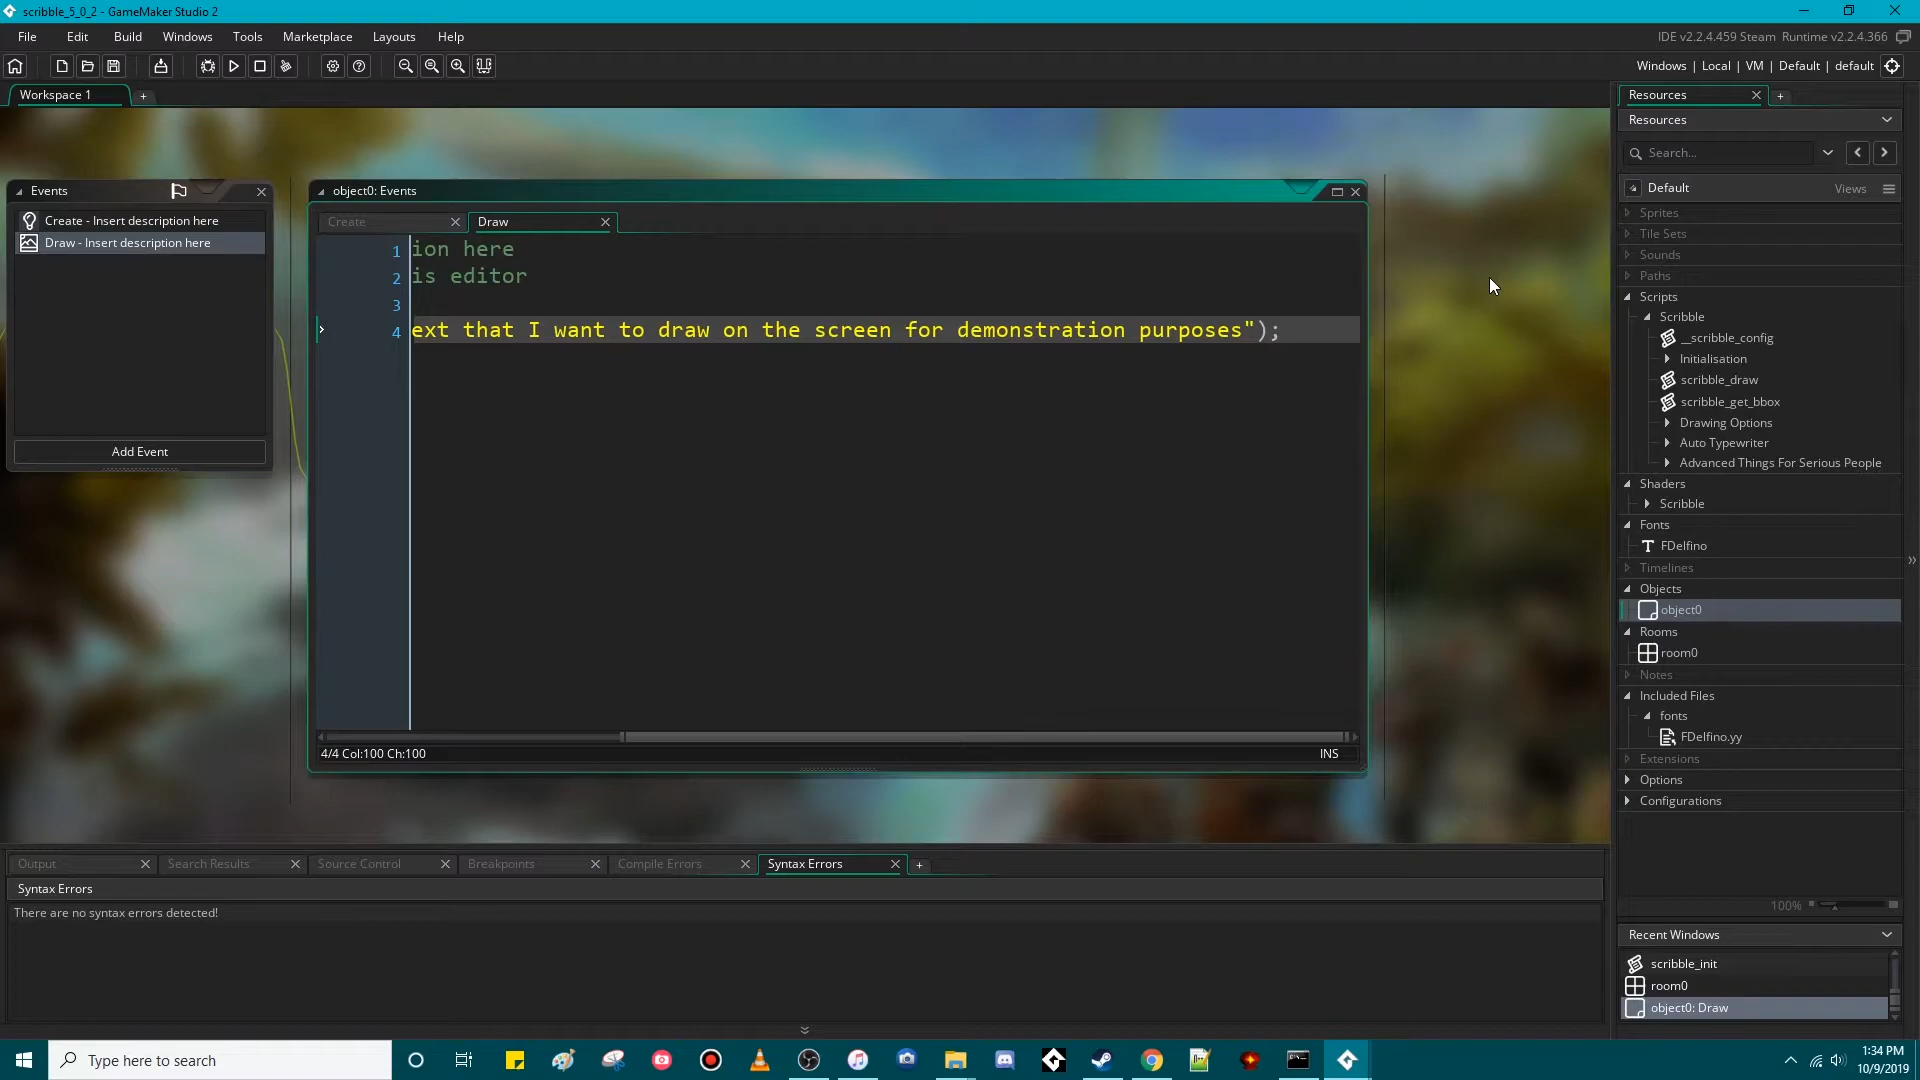 scribble_5_0_2 - GameMaker Studio 2
File Edit Build Windows Tools Marketplace Layouts Help
IDE v2.2.4.459 Steam Runtime v2.2.4.366
Windows | Local | VM | Default | default
Workspace 1
Events
Create - Insert description here
Draw - Insert description here
Add Event
object0: Events
Create
Draw
1 ion here
2 is editor
3
4 ext that I want to draw on the screen for demonstration purposes");
4/4 Col:100 Ch:100
INS
Resources
Resources
Search...
Default
Views
Sprites
Tile Sets
Sounds
Paths
Scripts
Scribble
__scribble_config
Initialisation
scribble_draw
scribble_get_bbox
Drawing Options
Auto Typewriter
Advanced Things For Serious People
Shaders
Scribble
Fonts
FDelfino
Timelines
Objects
object0
Rooms
room0
Notes
Included Files
fonts
FDelfino.yy
Extensions
Options
Configurations
100%
Recent Windows
scribble_init
room0
object0: Draw
Output
Search Results
Source Control
Breakpoints
Compile Errors
Syntax Errors
Syntax Errors
There are no syntax errors detected!
Type here to search
1:34 PM
10/9/2019